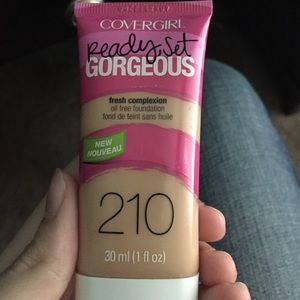 COVERGIRL
Ready, Set
GORGEOUS
fresh complexion
oil free foundation
fond de teint sans huile
NEW
NOUVEAU
210
30 ml (1 fl oz)